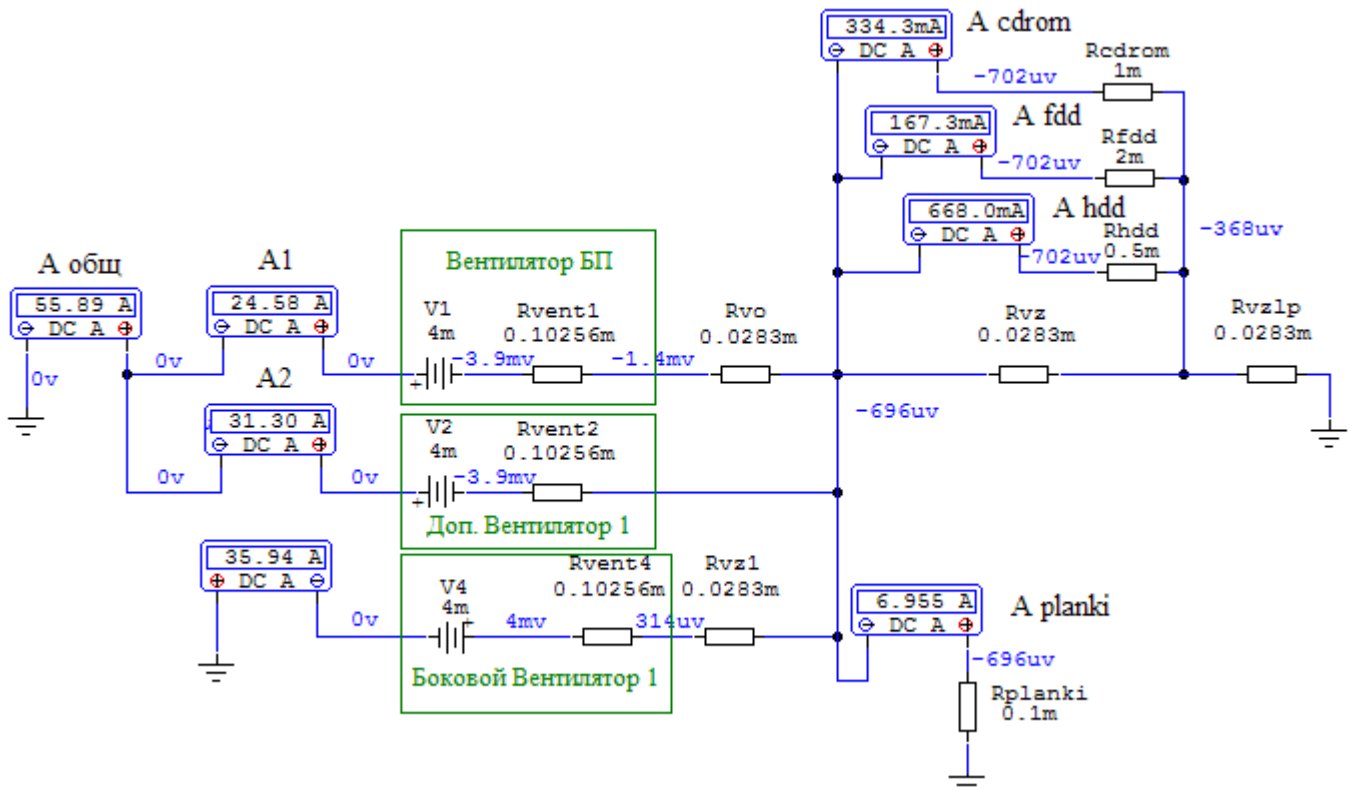 334.3mA
A cdrom
⊖ DC A ⊕
-702uv
Rcdrom
1m
167.3mA
A fdd
⊖ DC A ⊕
-702uv
Rfdd
2m
668.0mA
A hdd
⊖ DC A ⊕
-702uv
Rhdd
0.5m
-368uv
А общ
55.89 A
⊖ DC A ⊕
0v
A1
24.58 A
⊖ DC A ⊕
0v
0v
Вентилятор БП
V1
4m
+
-3.9mv
Rvent1
0.10256m
-1.4mv
Rvo
0.0283m
Rvz
0.0283m
Rvzlp
0.0283m
-696uv
A2
31.30 A
⊖ DC A ⊕
0v
0v
V2
4m
+
-3.9mv
Rvent2
0.10256m
Доп. Вентилятор 1
35.94 A
⊕ DC A ⊖
0v
V4
4m
+
4mv
Rvent4
0.10256m
314uv
Rvz1
0.0283m
Боковой Вентилятор 1
6.955 A
A planki
⊖ DC A ⊕
-696uv
Rplanki
0.1m